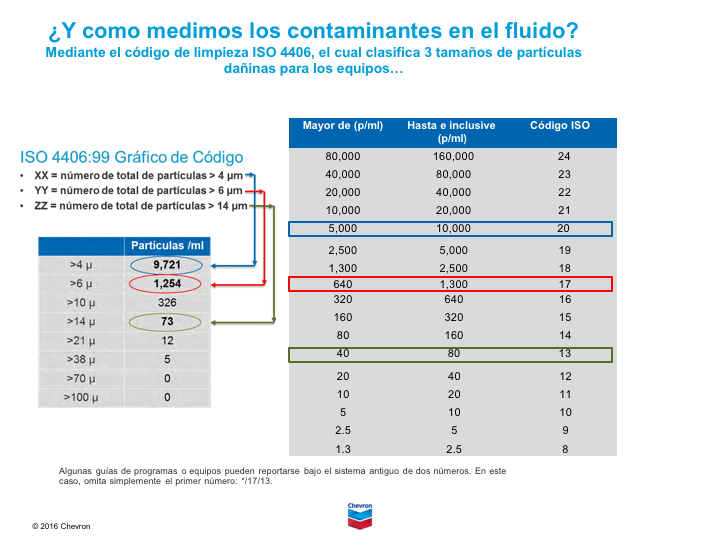 ¿Y como medimos los contaminantes en el fluido?
Mediante el código de limpieza ISO 4406, el cual clasifica 3 tamaños de partículas
dañinas para los equipos…
ISO 4406:99 Gráfico de Código
• XX = número de total de partículas > 4 µm
• YY = número de total de partículas > 6 µm
• ZZ = número de total de partículas > 14 µm
Partículas /ml
>4 µ 9,721
>6 µ 1,254
>10 µ 326
>14 µ 73
>21 µ 12
>38 µ 5
>70 µ 0
>100 µ 0
Mayor de (p/ml) Hasta e inclusive (p/ml) Código ISO
80,000 160,000 24
40,000 80,000 23
20,000 40,000 22
10,000 20,000 21
5,000 10,000 20
2,500 5,000 19
1,300 2,500 18
640 1,300 17
320 640 16
160 320 15
80 160 14
40 80 13
20 40 12
10 20 11
5 10 10
2.5 5 9
1.3 2.5 8
Algunas guías de programas o equipos pueden reportarse bajo el sistema antiguo de dos números. En este
caso, omita simplemente el primer número: */17/13.
Chevron
© 2016 Chevron